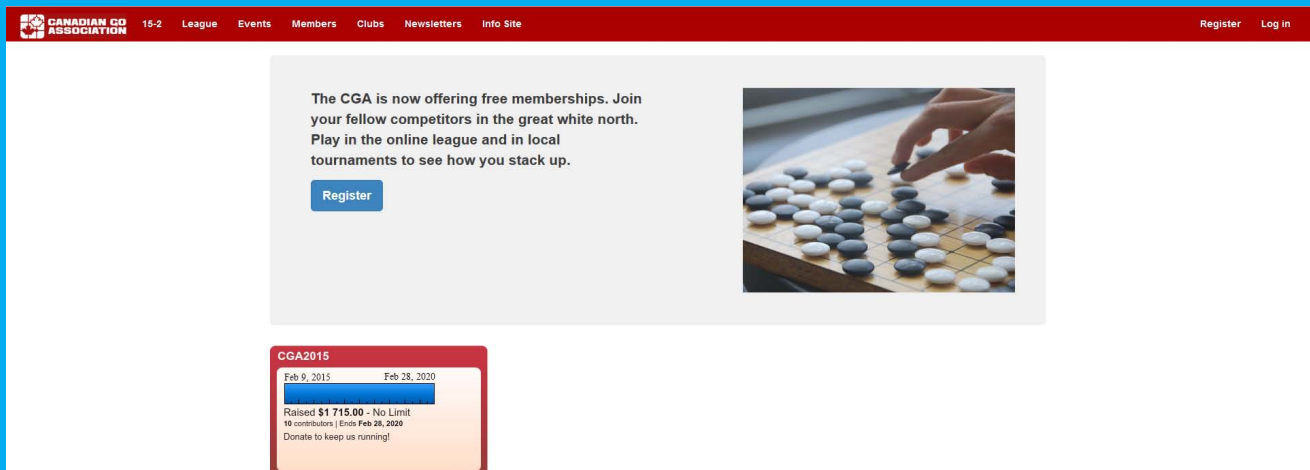 CANADIAN GO
ASSOCIATION
15-2 League Events Members Clubs Newsletters Info Site Register Log in
The CGA is now offering free memberships. Join
your fellow competitors in the great white north.
Play in the online league and in local
tournaments to see how you stack up.
Register
CGA2015
Feb 9, 2015 Feb 28, 2020
Raised $1 715.00 - No Limit
10 contributors | Ends Feb 28, 2020
Donate to keep us running!